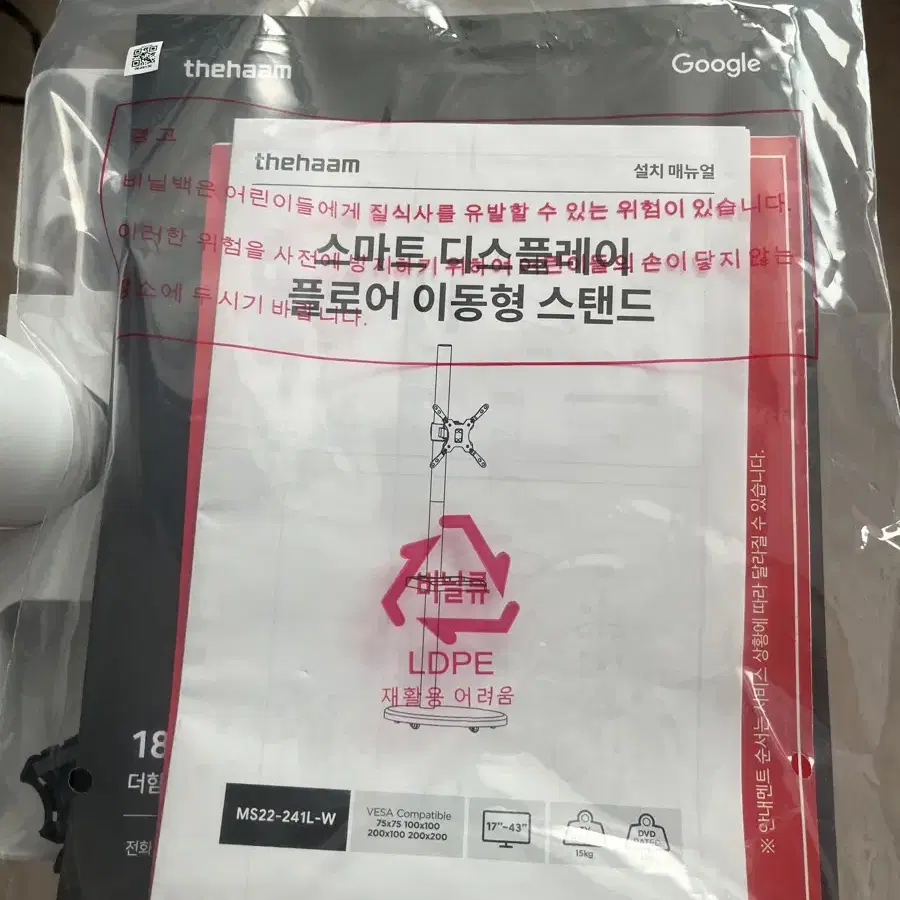 thehaam
Google
경고
비닐백은 어린이들에게 질식사를 유발할 수 있는 위험이 있습니다.
이러한 위험을 사전에 방지하기 위하여 어린이들의 손이 닿지 않는
장소에 두시기 바랍니다.
thehaam
설치 매뉴얼
스마트 디스플레이
플로어 이동형 스탠드
비닐류
LDPE
재활용 어려움
※ 안내멘트 순서는 서비스 상황에 따라 달라질 수 있습니다.
18
더함
전화
MS22-241L-W
VESA Compatible
75x75 100x100
200x100 200x200
17"~43"
TV
15kg
DVD
RATED